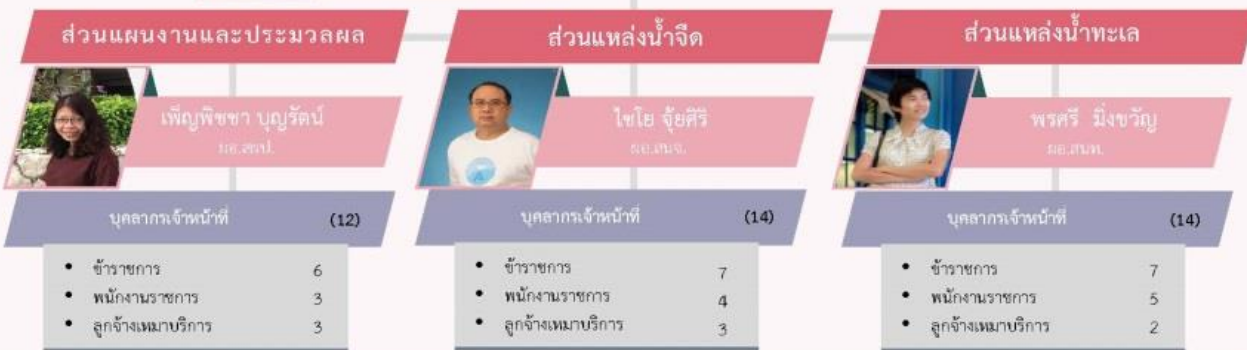 ส่วนแผนงานและประมวลผล
เพ็ญพิชชา บุญรัตน์
ผอ.สผป.
บุคลากรเจ้าหน้าที่ (12)
• ข้าราชการ 6
• พนักงานราชการ 3
• ลูกจ้างเหมาบริการ 3
ส่วนแหล่งน้ำจืด
ไชโย จุ้ยศิริ
ผอ.สนจ.
บุคลากรเจ้าหน้าที่ (14)
• ข้าราชการ 7
• พนักงานราชการ 4
• ลูกจ้างเหมาบริการ 3
ส่วนแหล่งน้ำทะเล
พรศรี มิ่งขวัญ
ผอ.สนท.
บุคลากรเจ้าหน้าที่ (14)
• ข้าราชการ 7
• พนักงานราชการ 5
• ลูกจ้างเหมาบริการ 2